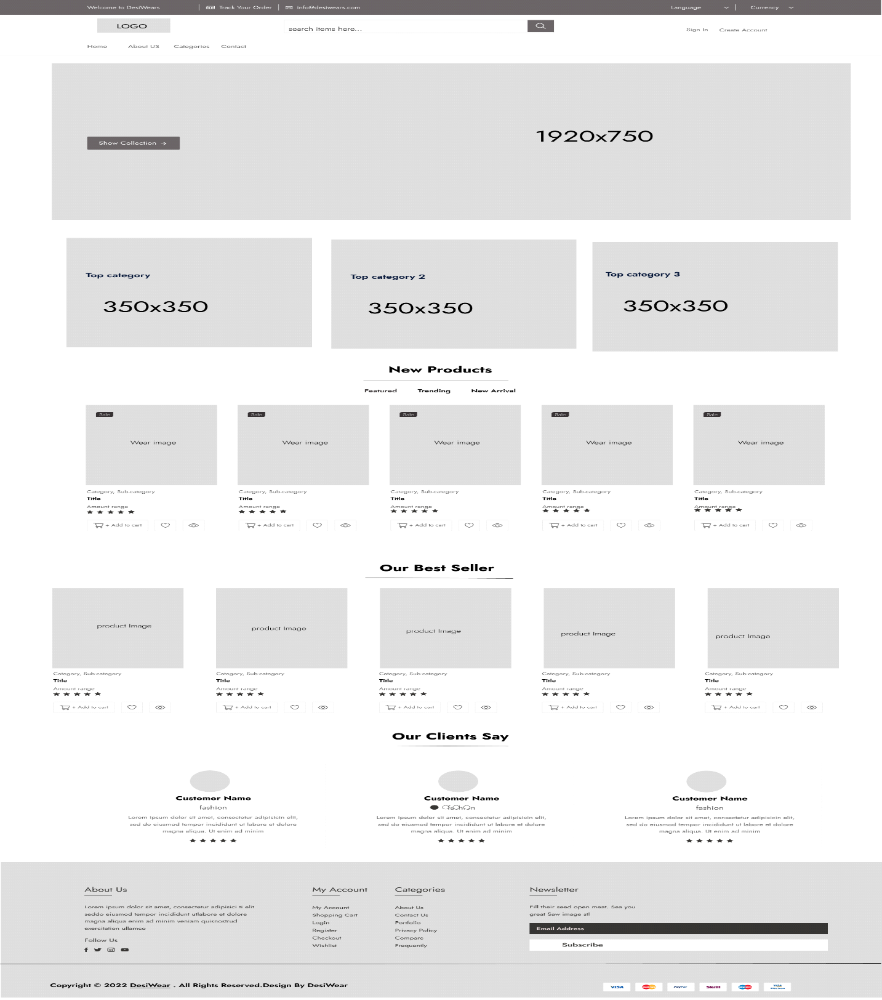 Welcome to DesiWears
Track Your Order
info@desiwears.com
Language
Currency
LOGO
search items here...
Sign In
Create Account
Home
About US
Categories
Contact
Show Collection
1920x750
Top category
350x350
Top category 2
350x350
Top category 3
350x350
New Products
Featured
Trending
New Arrival
Sale
Wear image
Category, Sub-category
Title
Amount range
+ Add to cart
Sale
Wear image
Category, Sub-category
Title
Amount range
+ Add to cart
Sale
Wear image
Category, Sub-category
Title
Amount range
+ Add to cart
Sale
Wear image
Category, Sub-category
Title
Amount range
+ Add to cart
Sale
Wear image
Category, Sub-category
Title
Amount range
+ Add to cart
Our Best Seller
product Image
Category, Sub-category
Title
Amount range
+ Add to cart
product Image
Category, Sub-category
Title
Amount range
+ Add to cart
product Image
Category, Sub-category
Title
Amount range
+ Add to cart
product Image
Category, Sub-category
Title
Amount range
+ Add to cart
product Image
Category, Sub-category
Title
Amount range
+ Add to cart
Our Clients Say
Customer Name
fashion
Lorem ipsum dolor sit amet, consectetur adipisicin elit,
sed do eiusmod tempor incididunt ut labore et dolore
magna aliqua. Ut enim ad minim
Customer Name
fashion
Lorem ipsum dolor sit amet, consectetur adipisicin elit,
sed do eiusmod tempor incididunt ut labore et dolore
magna aliqua. Ut enim ad minim
Customer Name
fashion
Lorem ipsum dolor sit amet, consectetur adipisicin elit,
sed do eiusmod tempor incididunt ut labore et dolore
magna aliqua. Ut enim ad minim
About Us
Lorem ipsum dolor sit amet, consectetur adipisici ti elit
seddo eiusmod tempor incididunt utlabore et dolore
magna aliqua enim ad minim veniam quisnostrud
exercitation ullamco
Follow Us
My Account
My Account
Shopping Cart
Login
Register
Checkout
Wishlist
Categories
About Us
Contact Us
Portfolio
Privacy Policy
Compare
Frequently
Newsletter
Fill their seed open meat. Sea you
great Saw image stl
Email Address
Subscribe
Copyright © 2022 DesiWear . All Rights Reserved.Design By DesiWear
VISA
PayPal
Skrill
VISA